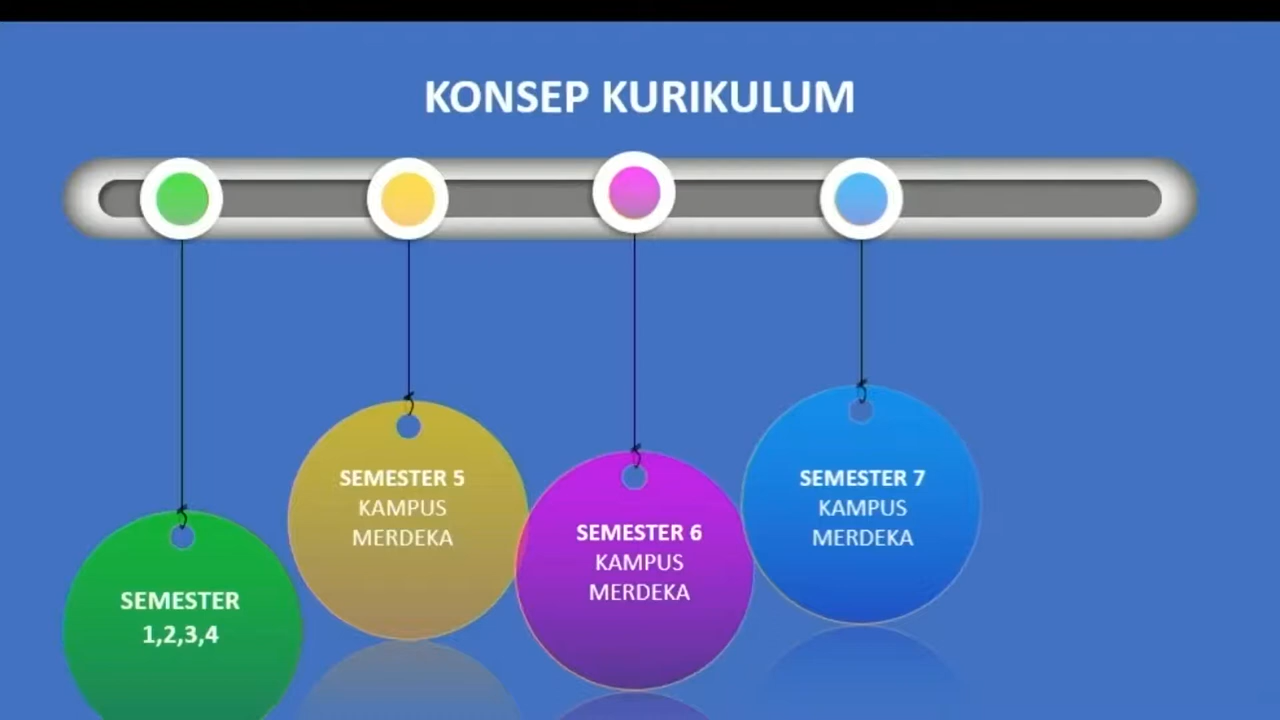 KONSEP KURIKULUM
SEMESTER
1,2,3,4
SEMESTER 5
KAMPUS
MERDEKA
SEMESTER 6
KAMPUS
MERDEKA
SEMESTER 7
KAMPUS
MERDEKA